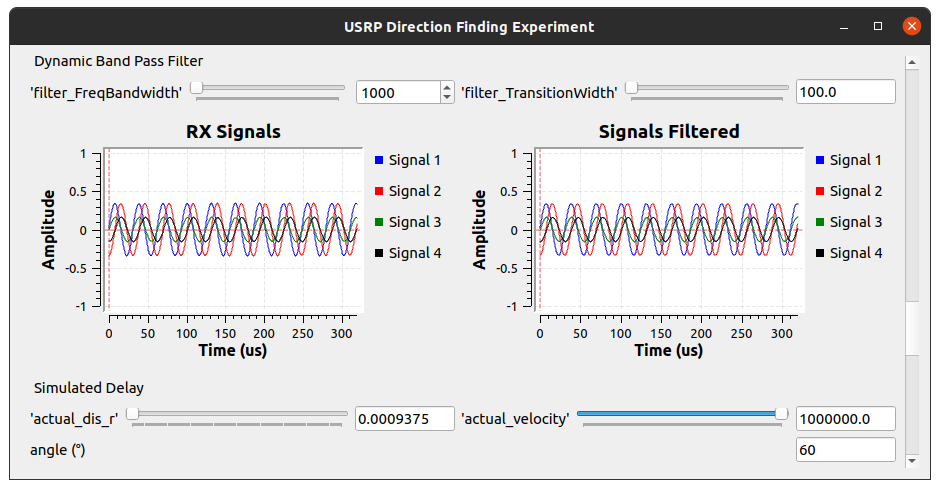 USRP Direction Finding Experiment
Dynamic Band Pass Filter
'filter_FreqBandwidth' 1000 'filter_TransitionWidth' 100.0
RX Signals
Amplitude
1
0.5
0
-0.5
-1
0 50 100 150 200 250 300
Time (us)
Signal 1
Signal 2
Signal 3
Signal 4
Signals Filtered
Amplitude
1
0.5
0
-0.5
-1
0 50 100 150 200 250 300
Time (us)
Signal 1
Signal 2
Signal 3
Signal 4
Simulated Delay
'actual_dis_r' 0.0009375 'actual_velocity' 1000000.0
angle (°) 60